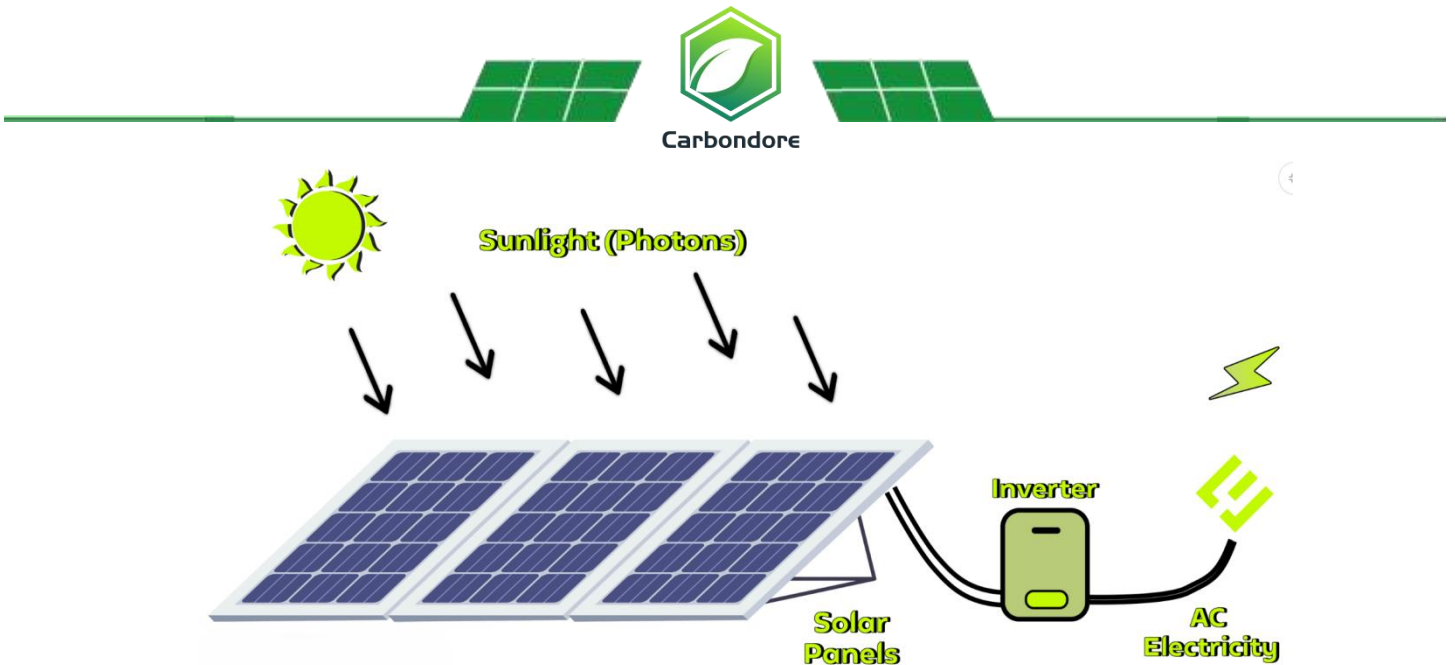 Carbondore
Sunlight (Photons)
Inverter
Solar
Panels
AC
Electricity